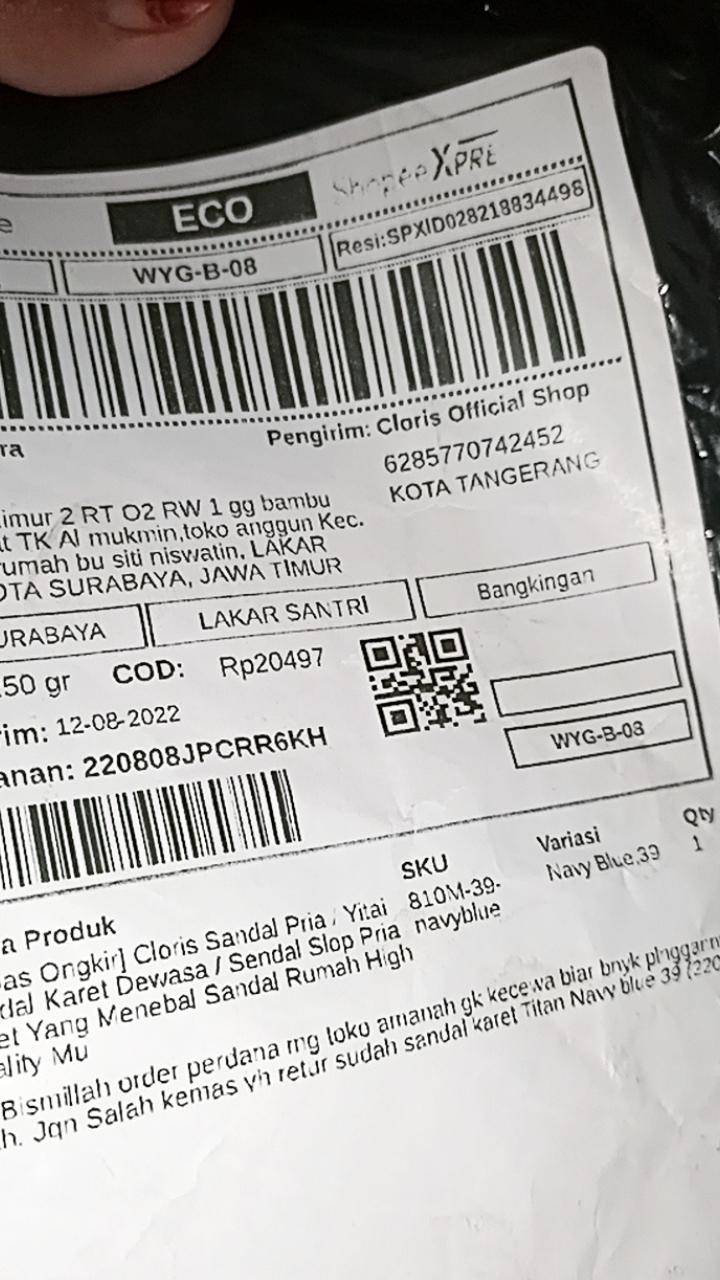 Shopee XPRE
ECO
Resi:SPXID028218834498
WYG-B-08
Pengirim: Cloris Official Shop
6285770742452
KOTA TANGERANG
ra
imur 2 RT O2 RW 1 gg bambu
t TK Al mukmin,toko anggun Kec.
umah bu siti niswatin, LAKAR
OTA SURABAYA, JAWA TIMUR
URABAYA
LAKAR SANTRI
Bangkingan
50 gr COD: Rp20497
im: 12-08-2022
WYG-B-08
anan: 220808JPCRR6KH
a Produk SKU Variasi Qty
as Ongkir] Cloris Sandal Pria / Yitai 810M-39- Navy Blue,39 1
dal Karet Dewasa / Sendal Slop Pria navyblue
et Yang Menebal Sandal Rumah High
ality Mu
Bismillah order perdana mg toko amanah gk kecewa biar bnyk
h. Jqn Salah kemas yh retur sudah sandal karet Titan Navy blue 39 (220